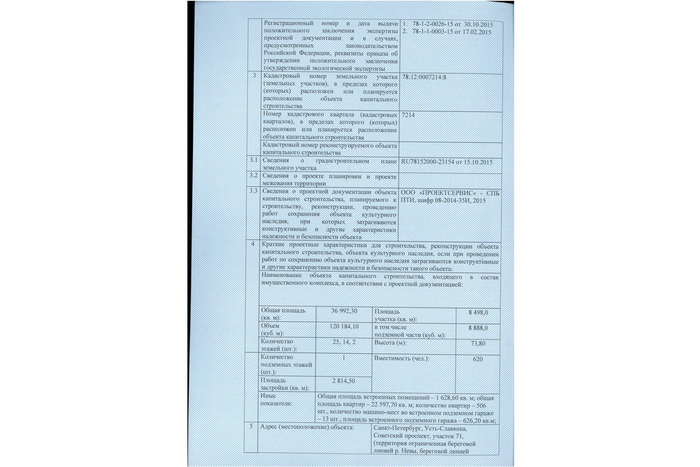 Регистрационный номер и дата выдачи
положительного заключения экспертизы
проектной документации и в случаях,
предусмотренных законодательством
Российской Федерации, реквизиты приказа об
утверждении положительного заключения
государственной экологической экспертизы
1. 78-1-2-0026-15 от 30.10.2015
2. 78-1-1-0003-15 от 17.02.2015
3 Кадастровый номер земельного участка
(земельных участков), в пределах которого
(которых) расположен или планируется
расположение объекта капитального
строительства
78:12:0007214:8
Номер кадастрового квартала (кадастровых
кварталов), в пределах которого (которых)
расположен или планируется расположение
объекта капитального строительства
7214
Кадастровый номер реконструируемого объекта
капитального строительства
3.1 Сведения о градостроительном плане
земельного участка
RU78152000-23154 от 15.10.2015
3.2 Сведения о проекте планировки и проекте
межевания территории
3.3 Сведения о проектной документации объекта
капитального строительства, планируемого к
строительству, реконструкции, проведению
работ сохранения объекта культурного
наследия, при которых затрагиваются
конструктивные и другие характеристики
надежности и безопасности объекта
ООО «ПРОЕКТСЕРВИС» - СПБ
ПТИ, шифр 08-2014-35И, 2015
4 Краткие проектные характеристики для строительства, реконструкции объекта
капитального строительства, объекта культурного наследия, если при проведении
работ по сохранению объекта культурного наследия затрагиваются конструктивные
и другие характеристики надежности и безопасности такого объекта:
Наименование объекта капитального строительства, входящего в состав
имущественного комплекса, в соответствии с проектной документацией:
Общая площадь
(кв. м):
36 992,30
Площадь
участка (кв. м):
8 498,0
Объем
(куб. м):
120 184,10
в том числе
подземной части (куб. м):
8 888,0
Количество
этажей (шт.):
25, 14, 2
Высота (м):
73,80
Количество
подземных этажей
(шт.):
1
Вместимость (чел.):
620
Площадь
застройки (кв. м):
2 814,50
Иные
показатели:
Общая площадь встроенных помещений – 1 628,60 кв. м; общая
площадь квартир – 22 597,70 кв. м; количество квартир – 506
шт., количество машино-мест во встроенном подземном гараже
– 13 шт.; площадь встроенного подземного гаража – 626,20 кв.м;
5 Адрес (местоположение) объекта:
Санкт-Петербург, Усть-Славянка,
Советский проспект, участок 71,
(территория ограниченная береговой
линией р. Невы, береговой линией